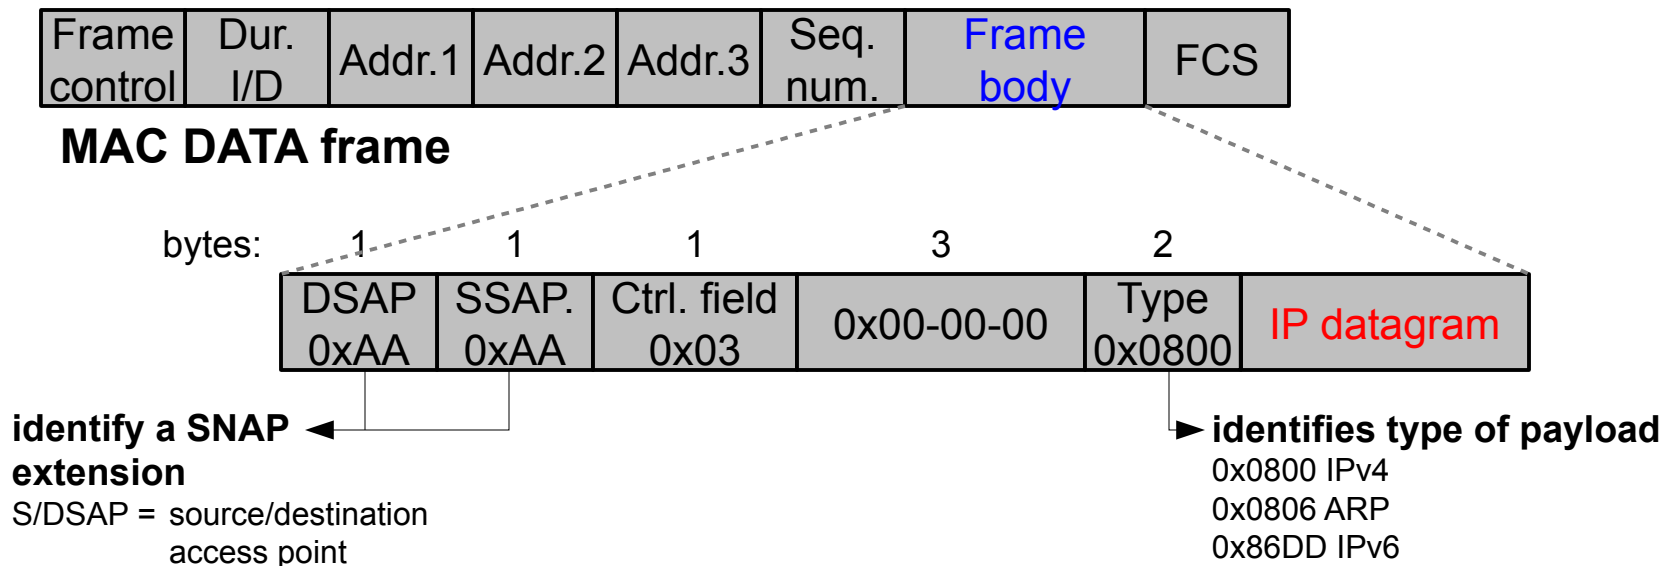 Frame control
Dur. I/D
Addr.1
Addr.2
Addr.3
Seq. num.
Frame body
FCS
MAC DATA frame
bytes: 1 1 1 3 2
DSAP 0xAA
SSAP. 0xAA
Ctrl. field 0x03
0x00-00-00
Type 0x0800
IP datagram
identify a SNAP
extension
S/DSAP = source/destination
access point
identifies type of payload
0x0800 IPv4
0x0806 ARP
0x86DD IPv6